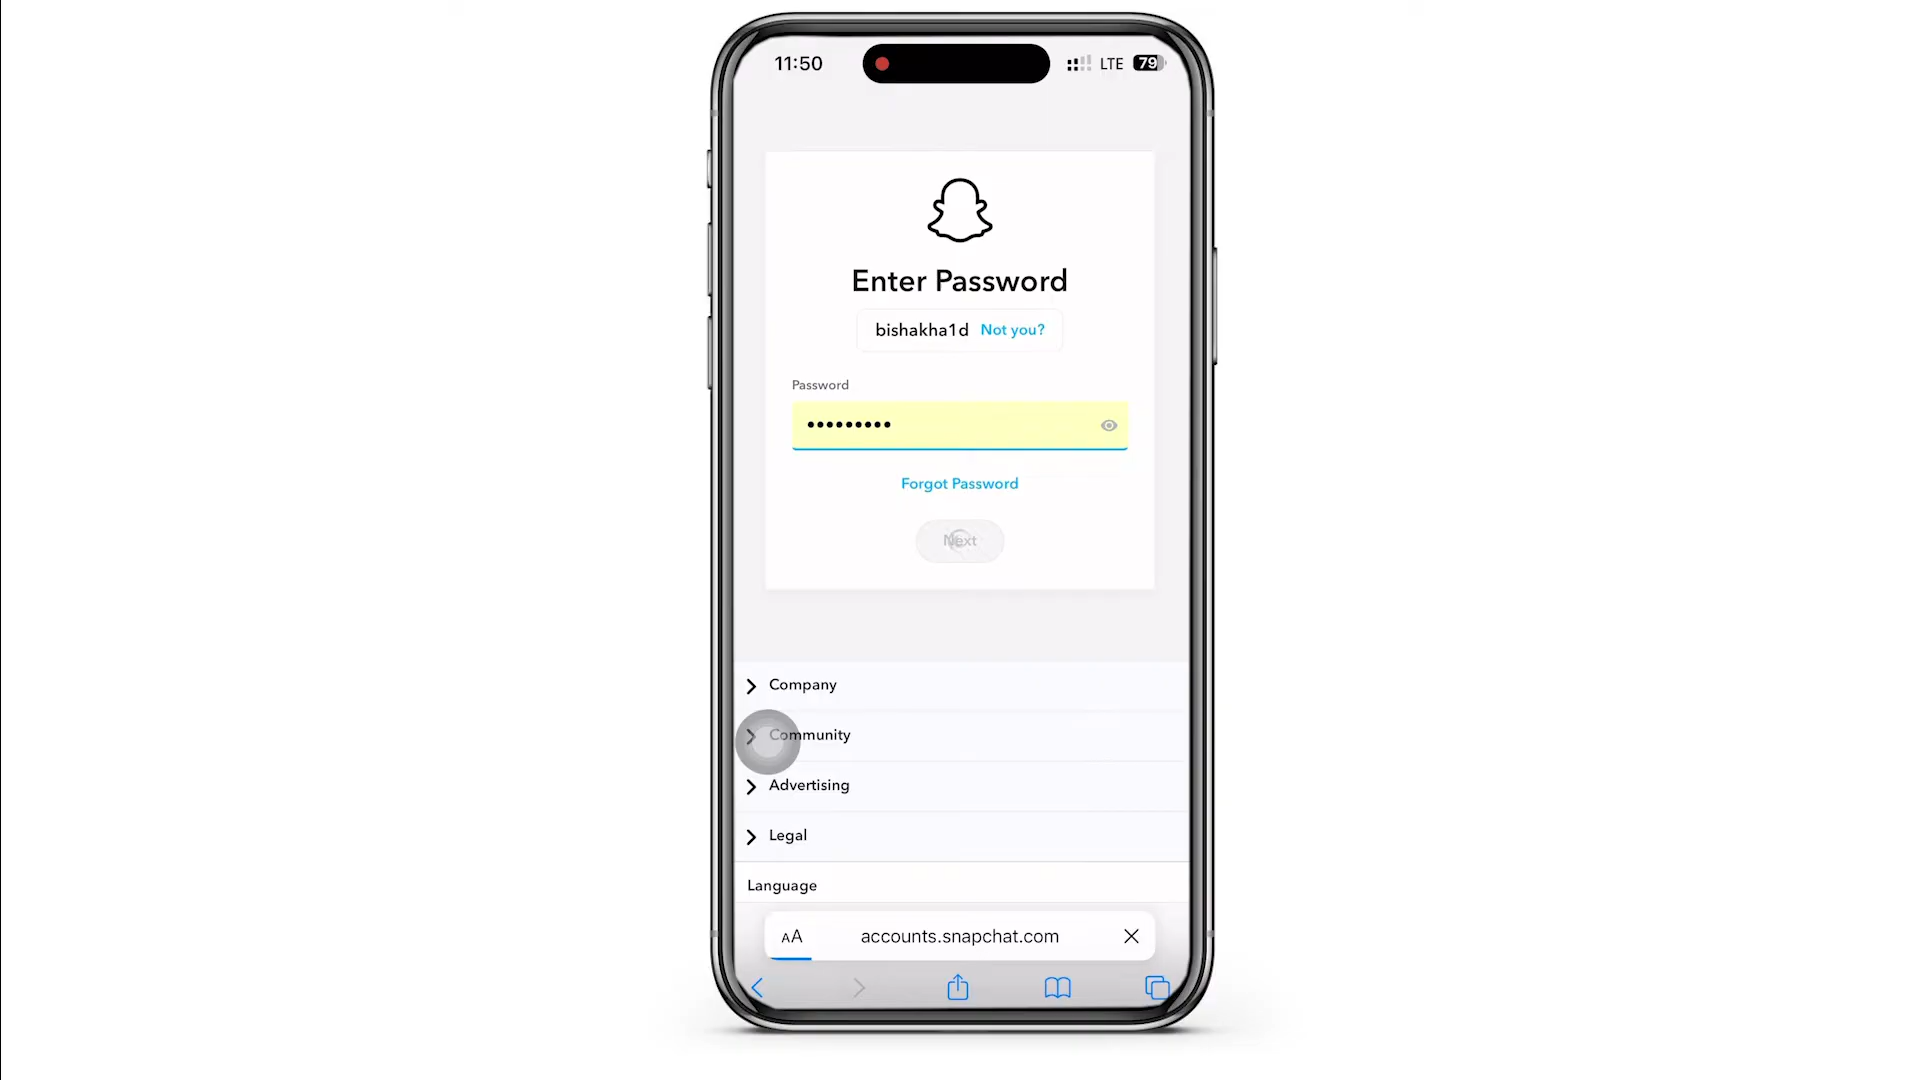 11:50 LTE 79
Enter Password
bishakha1d Not you?
Password
•••••••••
Forgot Password
Next
Company
Community
Advertising
Legal
Language
AA accounts.snapchat.com